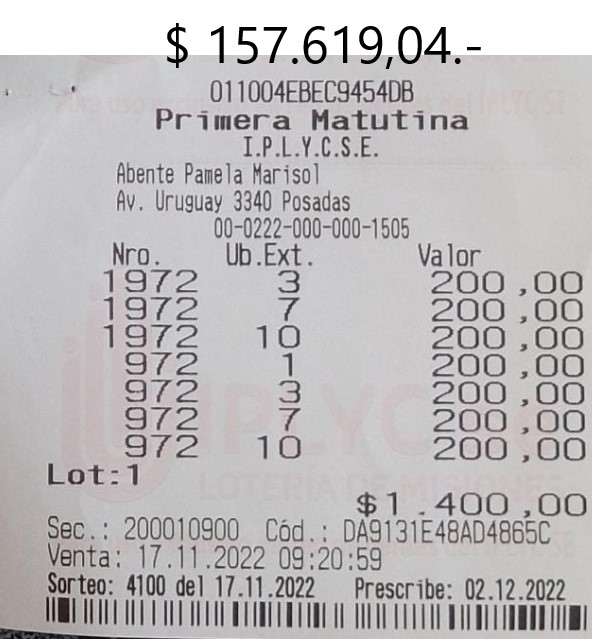 $ 157.619,04.-
011004EBEC9454DB
Primera Matutina
I.P.L.Y.C.S.E.
Abente Pamela Marisol
Av. Uruguay 3340 Posadas
00-0222-000-000-1505
Nro. Ub.Ext. Valor
1972 3 200,00
1972 7 200,00
1972 10 200,00
972 1 200,00
972 3 200,00
972 7 200,00
972 10 200,00
IPLYC
Lot:1
LOTERÍA DE MISIONES
$1.400,00
Sec.: 200010900 Cód.: DA9131E48AD4865C
Venta: 17.11.2022 09:20:59
Sorteo: 4100 del 17.11.2022 Prescribe: 02.12.2022